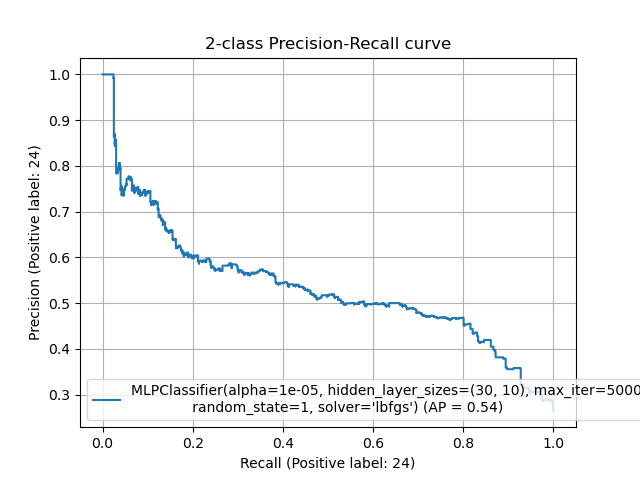 2-class Precision-Recall curve
1.0
0.9
0.8
0.7
0.6
0.5
0.4
0.3
Precision (Positive label: 24)
MLPClassifier(alpha=1e-05, hidden_layer_sizes=(30, 10), max_iter=5000
random_state=1, solver='lbfgs') (AP = 0.54)
0.0 0.2 0.4 0.6 0.8 1.0
Recall (Positive label: 24)